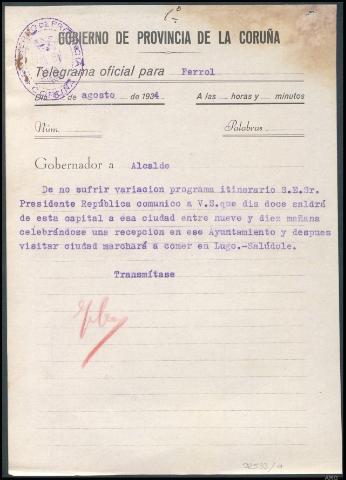 1º
GOBIERNO DE PROVINCIA DE LA CORUÑA
Telegrama oficial para Ferrol
Día de agosto de 1934 A las horas y minutos
Núm. Palabras
Gobernador a Alcalde
De no sufrir variacion programa itinerario S.E.Sr.
Presidente República comunico a V.S.que dia doce saldrá
de esta capital a esa ciudad entre nueve y diez mañana
celebrándose una recepcion en ese Ayuntamiento y despues
visitar ciudad marchará a comer en Lugo.-Salúdole.
Transmítase